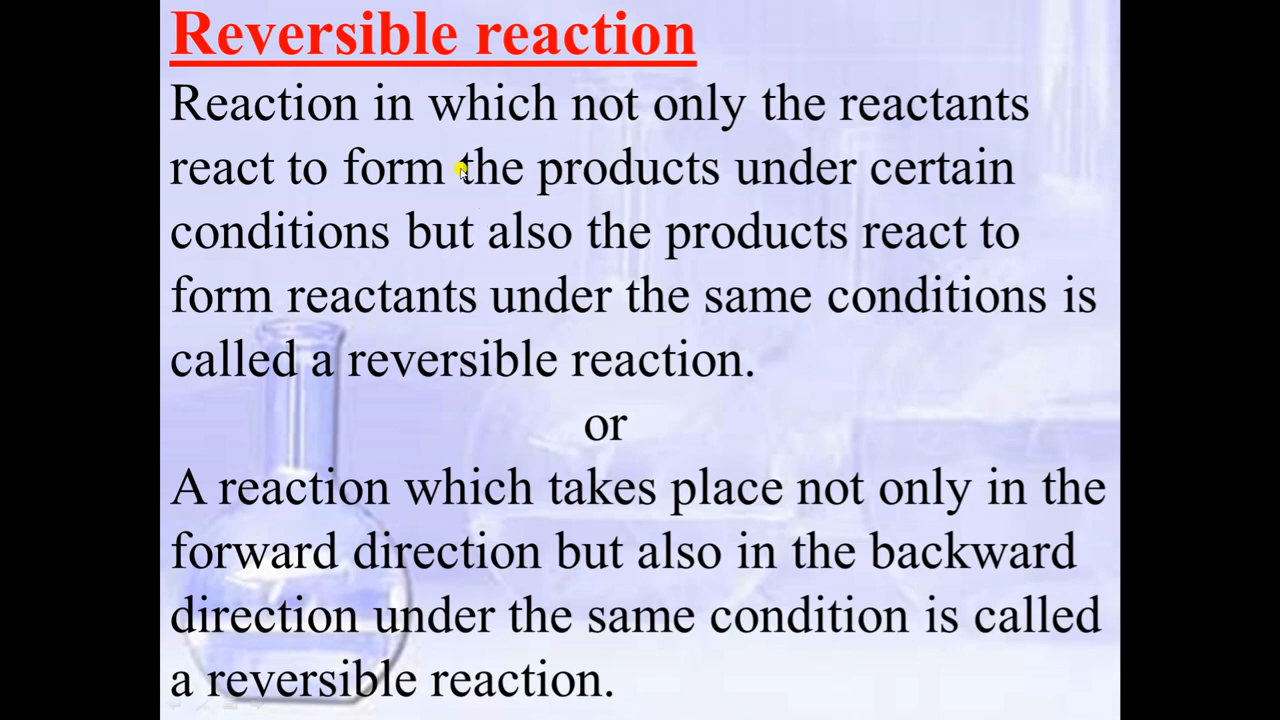 Reversible reaction
Reaction in which not only the reactants
react to form the products under certain
conditions but also the products react to
form reactants under the same conditions is
called a reversible reaction.
or
A reaction which takes place not only in the
forward direction but also in the backward
direction under the same condition is called
a reversible reaction.